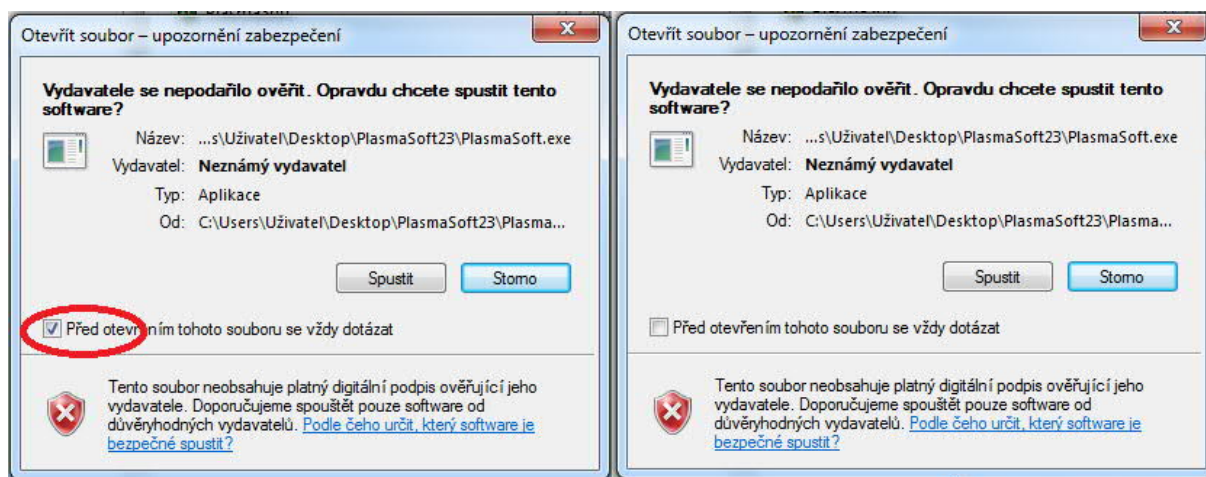 Otevřít soubor – upozornění zabezpečení
Vydavatele se nepodařilo ověřit. Opravdu chcete spustit tento
software?
Název: ...s\Uživatel\Desktop\PlasmaSoft23\PlasmaSoft.exe
Vydavatel: Neznámý vydavatel
Typ: Aplikace
Od: C:\Users\Uživatel\Desktop\PlasmaSoft23\Plasma...
Spustit Storno
Před otevřením tohoto souboru se vždy dotázat
Tento soubor neobsahuje platný digitální podpis ověřující jeho
vydavatele. Doporučujeme spouštět pouze software od
důvěryhodných vydavatelů. Podle čeho určit, který software je
bezpečné spustit?
Otevřít soubor – upozornění zabezpečení
Vydavatele se nepodařilo ověřit. Opravdu chcete spustit tento
software?
Název: ...s\Uživatel\Desktop\PlasmaSoft23\PlasmaSoft.exe
Vydavatel: Neznámý vydavatel
Typ: Aplikace
Od: C:\Users\Uživatel\Desktop\PlasmaSoft23\Plasma...
Spustit Storno
Před otevřením tohoto souboru se vždy dotázat
Tento soubor neobsahuje platný digitální podpis ověřující jeho
vydavatele. Doporučujeme spouštět pouze software od
důvěryhodných vydavatelů. Podle čeho určit, který software je
bezpečné spustit?